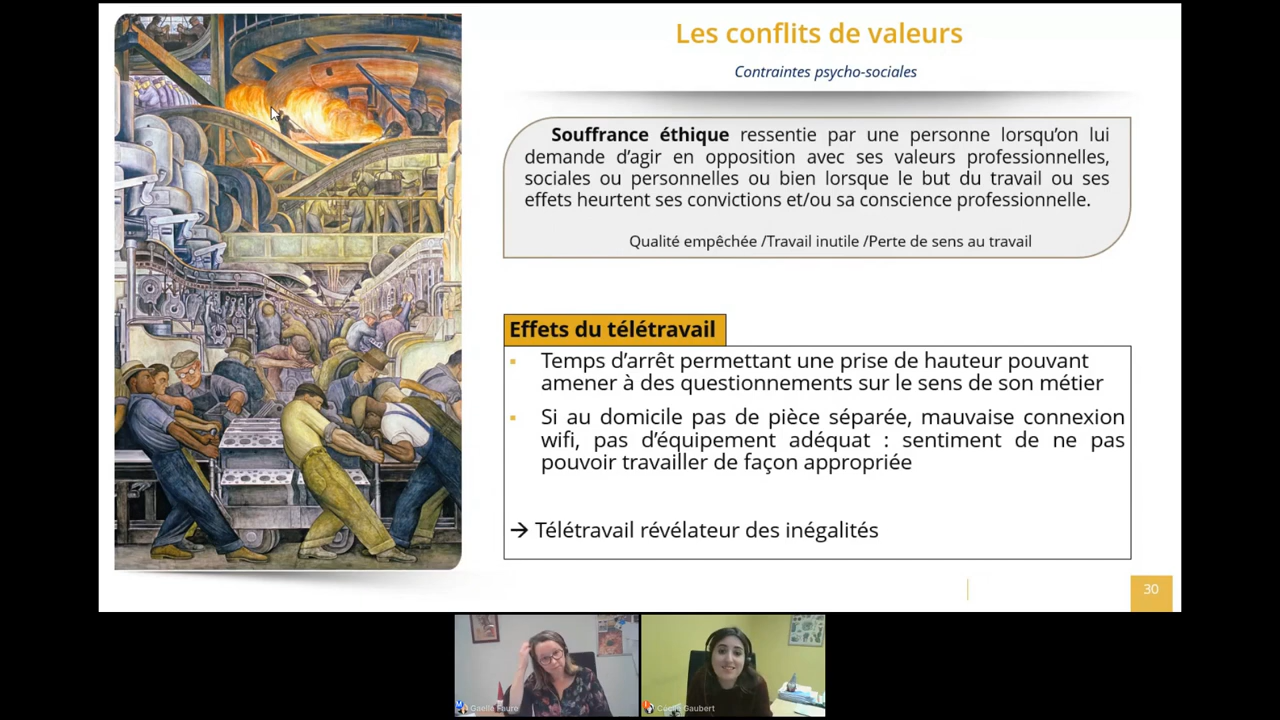 Les conflits de valeurs
Contraintes psycho-sociales
Souffrance éthique ressentie par une personne lorsqu'on lui
demande d'agir en opposition avec ses valeurs professionnelles,
sociales ou personnelles ou bien lorsque le but du travail ou ses
effets heurtent ses convictions et/ou sa conscience professionnelle.
Qualité empêchée /Travail inutile /Perte de sens au travail
Effets du télétravail
▪ Temps d'arrêt permettant une prise de hauteur pouvant
amener à des questionnements sur le sens de son métier
▪ Si au domicile pas de pièce séparée, mauvaise connexion
wifi, pas d'équipement adéquat : sentiment de ne pas
pouvoir travailler de façon appropriée
→ Télétravail révélateur des inégalités
30
Gaelle Faure
Gaubert